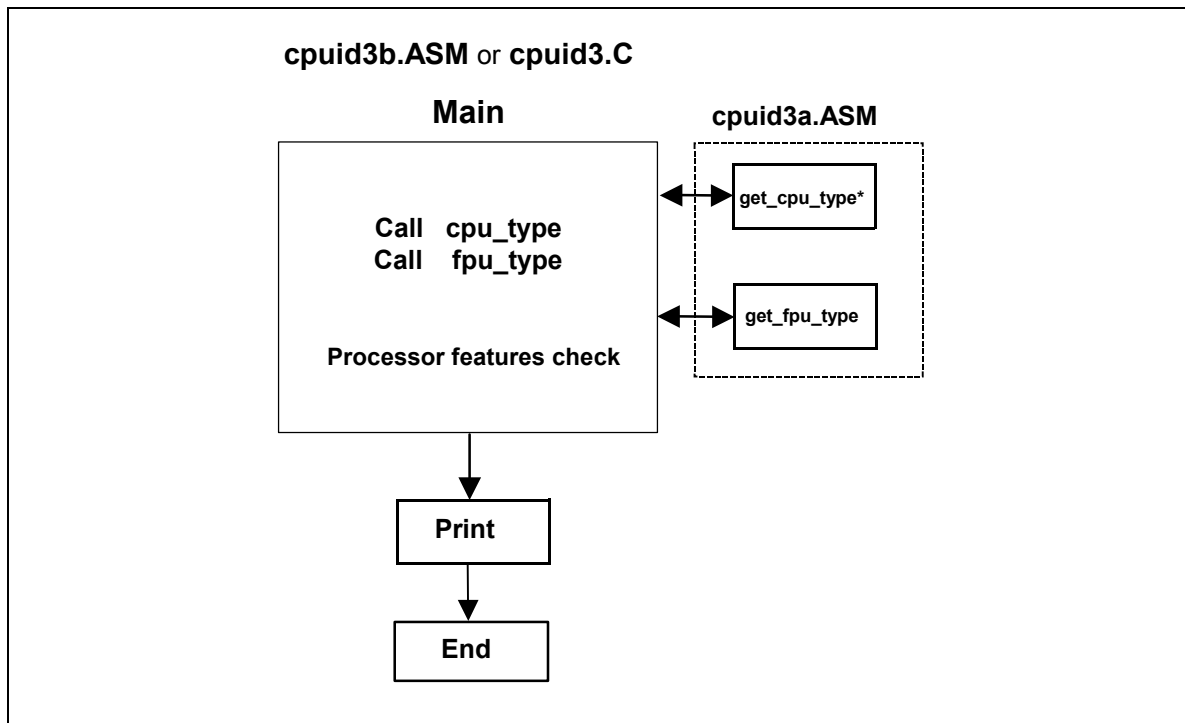 cpuid3b.ASM or cpuid3.C
Main
cpuid3a.ASM
get_cpu_type*
Call cpu_type
Call fpu_type
get_fpu_type
Processor features check
Print
End